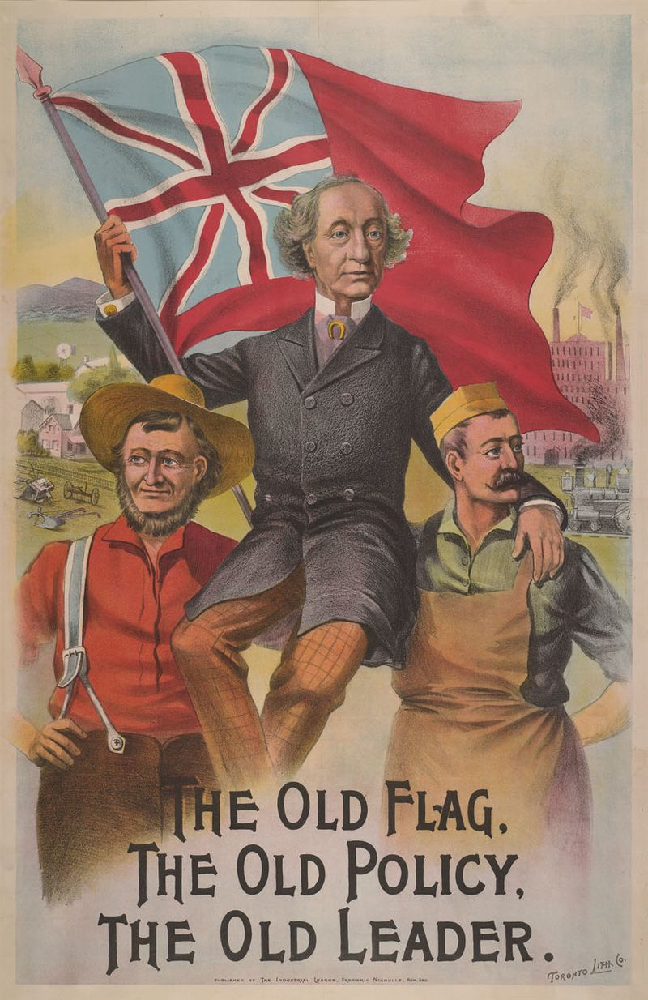 THE OLD FLAG,
THE OLD POLICY,
THE OLD LEADER.
TORONTO LITH CO.
PUBLISHED BY THE INDUSTRIAL LEAGUE, FREDERIC NICHOLLS, HON. SEC.